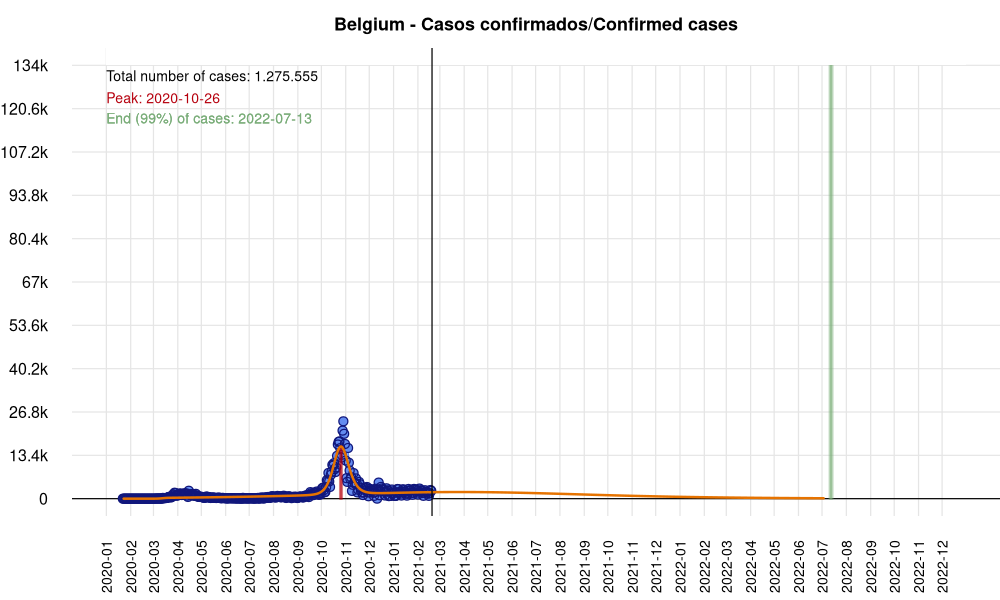 Belgium - Casos confirmados/Confirmed cases
Total number of cases: 1.275.555
Peak: 2020-10-26
End (99%) of cases: 2022-07-13
134k
120.6k
107.2k
93.8k
80.4k
67k
53.6k
40.2k
26.8k
13.4k
0
2020-01
2020-02
2020-03
2020-04
2020-05
2020-06
2020-07
2020-08
2020-09
2020-10
2020-11
2020-12
2021-01
2021-02
2021-03
2021-04
2021-05
2021-06
2021-07
2021-08
2021-09
2021-10
2021-11
2021-12
2022-01
2022-02
2022-03
2022-04
2022-05
2022-06
2022-07
2022-08
2022-09
2022-10
2022-11
2022-12